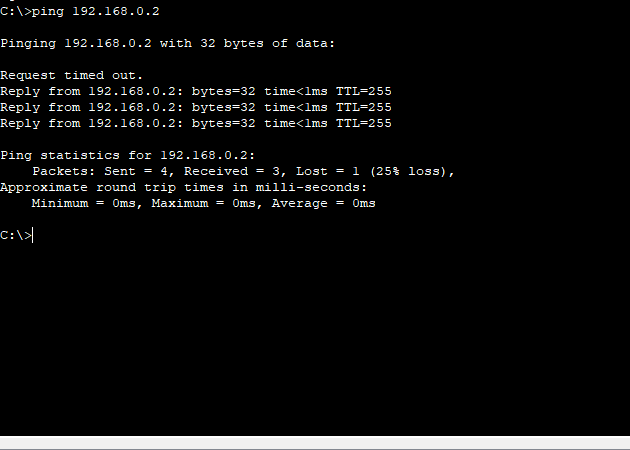 C:\>ping 192.168.0.2
Pinging 192.168.0.2 with 32 bytes of data:
Request timed out.
Reply from 192.168.0.2: bytes=32 time<1ms TTL=255
Reply from 192.168.0.2: bytes=32 time<1ms TTL=255
Reply from 192.168.0.2: bytes=32 time<1ms TTL=255
Ping statistics for 192.168.0.2:
    Packets: Sent = 4, Received = 3, Lost = 1 (25% loss),
Approximate round trip times in milli-seconds:
    Minimum = 0ms, Maximum = 0ms, Average = 0ms
C:\>